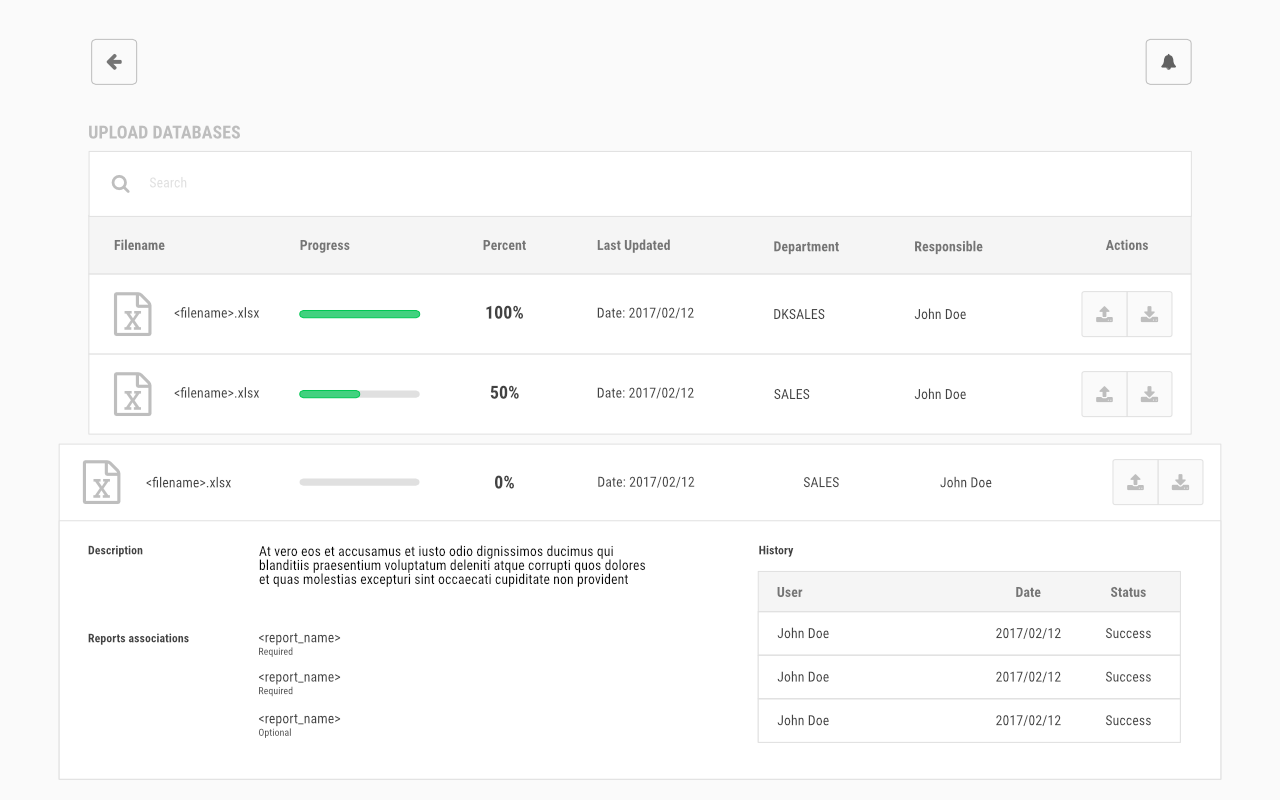 UPLOAD DATABASES
Search
Filename Progress Percent Last Updated Department Responsible Actions
X <filename>.xlsx 100% Date: 2017/02/12 DKSALES John Doe
X <filename>.xlsx 50% Date: 2017/02/12 SALES John Doe
X <filename>.xlsx 0% Date: 2017/02/12 SALES John Doe
Description
At vero eos et accusamus et iusto odio dignissimos ducimus qui
blanditiis praesentium voluptatum deleniti atque corrupti quos dolores
et quas molestias excepturi sint occaecati cupiditate non provident
Reports associations
<report_name>
Required
<report_name>
Required
<report_name>
Optional
History
User Date Status
John Doe 2017/02/12 Success
John Doe 2017/02/12 Success
John Doe 2017/02/12 Success